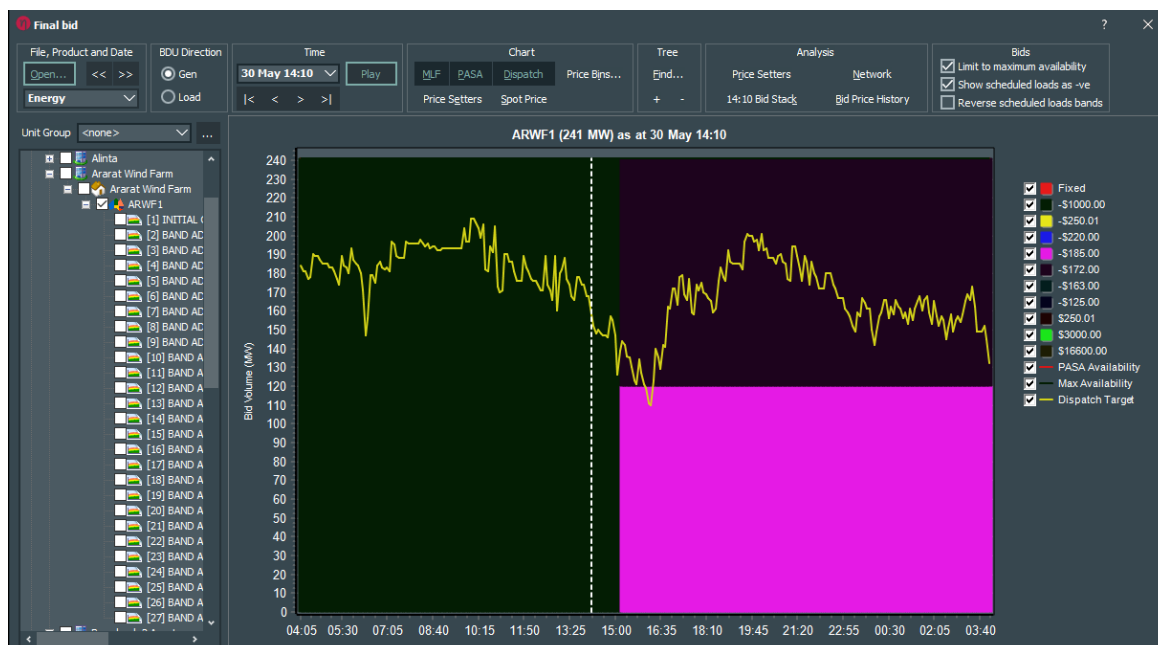 Final bid
?
File, Product and Date
Open...
<<
>>
Energy
BDU Direction
Gen
Load
Time
30 May 14:10
Play
|<
<
>
>|
Chart
MLF
PASA
Dispatch
Price Bins...
Price Setters
Spot Price
Tree
Find...
+
-
Analysis
Price Setters
Network
14:10 Bid Stack
Bid Price History
Bids
Limit to maximum availability
Show scheduled loads as -ve
Reverse scheduled loads bands
Unit Group
<none>
...
Alinta
Ararat Wind Farm
Ararat Wind Farm
ARWF1
[1] INITIAL
[2] BAND AD
[3] BAND AD
[4] BAND AD
[5] BAND AD
[6] BAND AD
[7] BAND AD
[8] BAND AD
[9] BAND AD
[10] BAND A
[11] BAND A
[12] BAND A
[13] BAND A
[14] BAND A
[15] BAND A
[16] BAND A
[17] BAND A
[18] BAND A
[19] BAND A
[20] BAND A
[21] BAND A
[22] BAND A
[23] BAND A
[24] BAND A
[25] BAND A
[26] BAND A
[27] BAND A
ARWF1 (241 MW) as at 30 May 14:10
Bid Volume (MW)
240
230
220
210
200
190
180
170
160
150
140
130
120
110
100
90
80
70
60
50
40
30
20
10
0
04:05 05:30 07:05 08:40 10:15 11:50 13:25 15:00 16:35 18:10 19:45 21:20 22:55 00:30 02:05 03:40
Fixed
-$1000.00
-$250.01
-$220.00
-$185.00
-$172.00
-$163.00
-$125.00
$250.01
$3000.00
$16600.00
PASA Availability
Max Availability
Dispatch Target